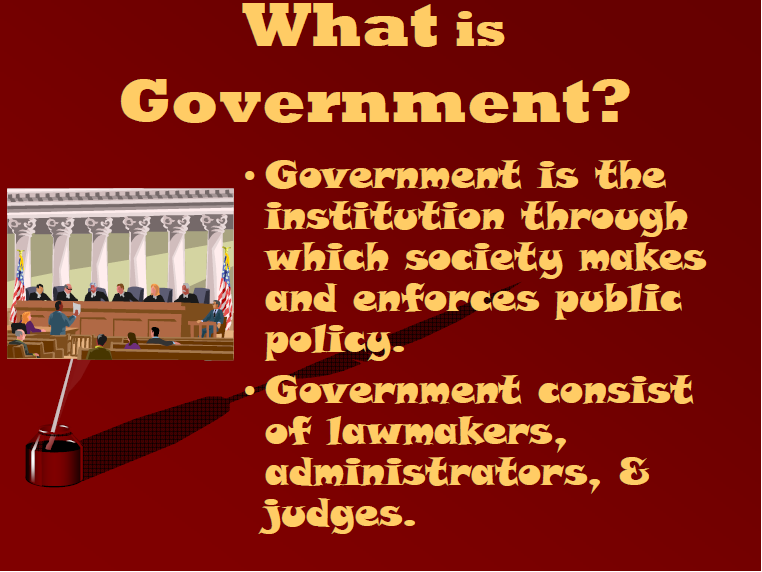 What is
Government?
• Government is the
institution through
which society makes
and enforces public
policy.
• Government consist
of lawmakers,
administrators, &
judges.